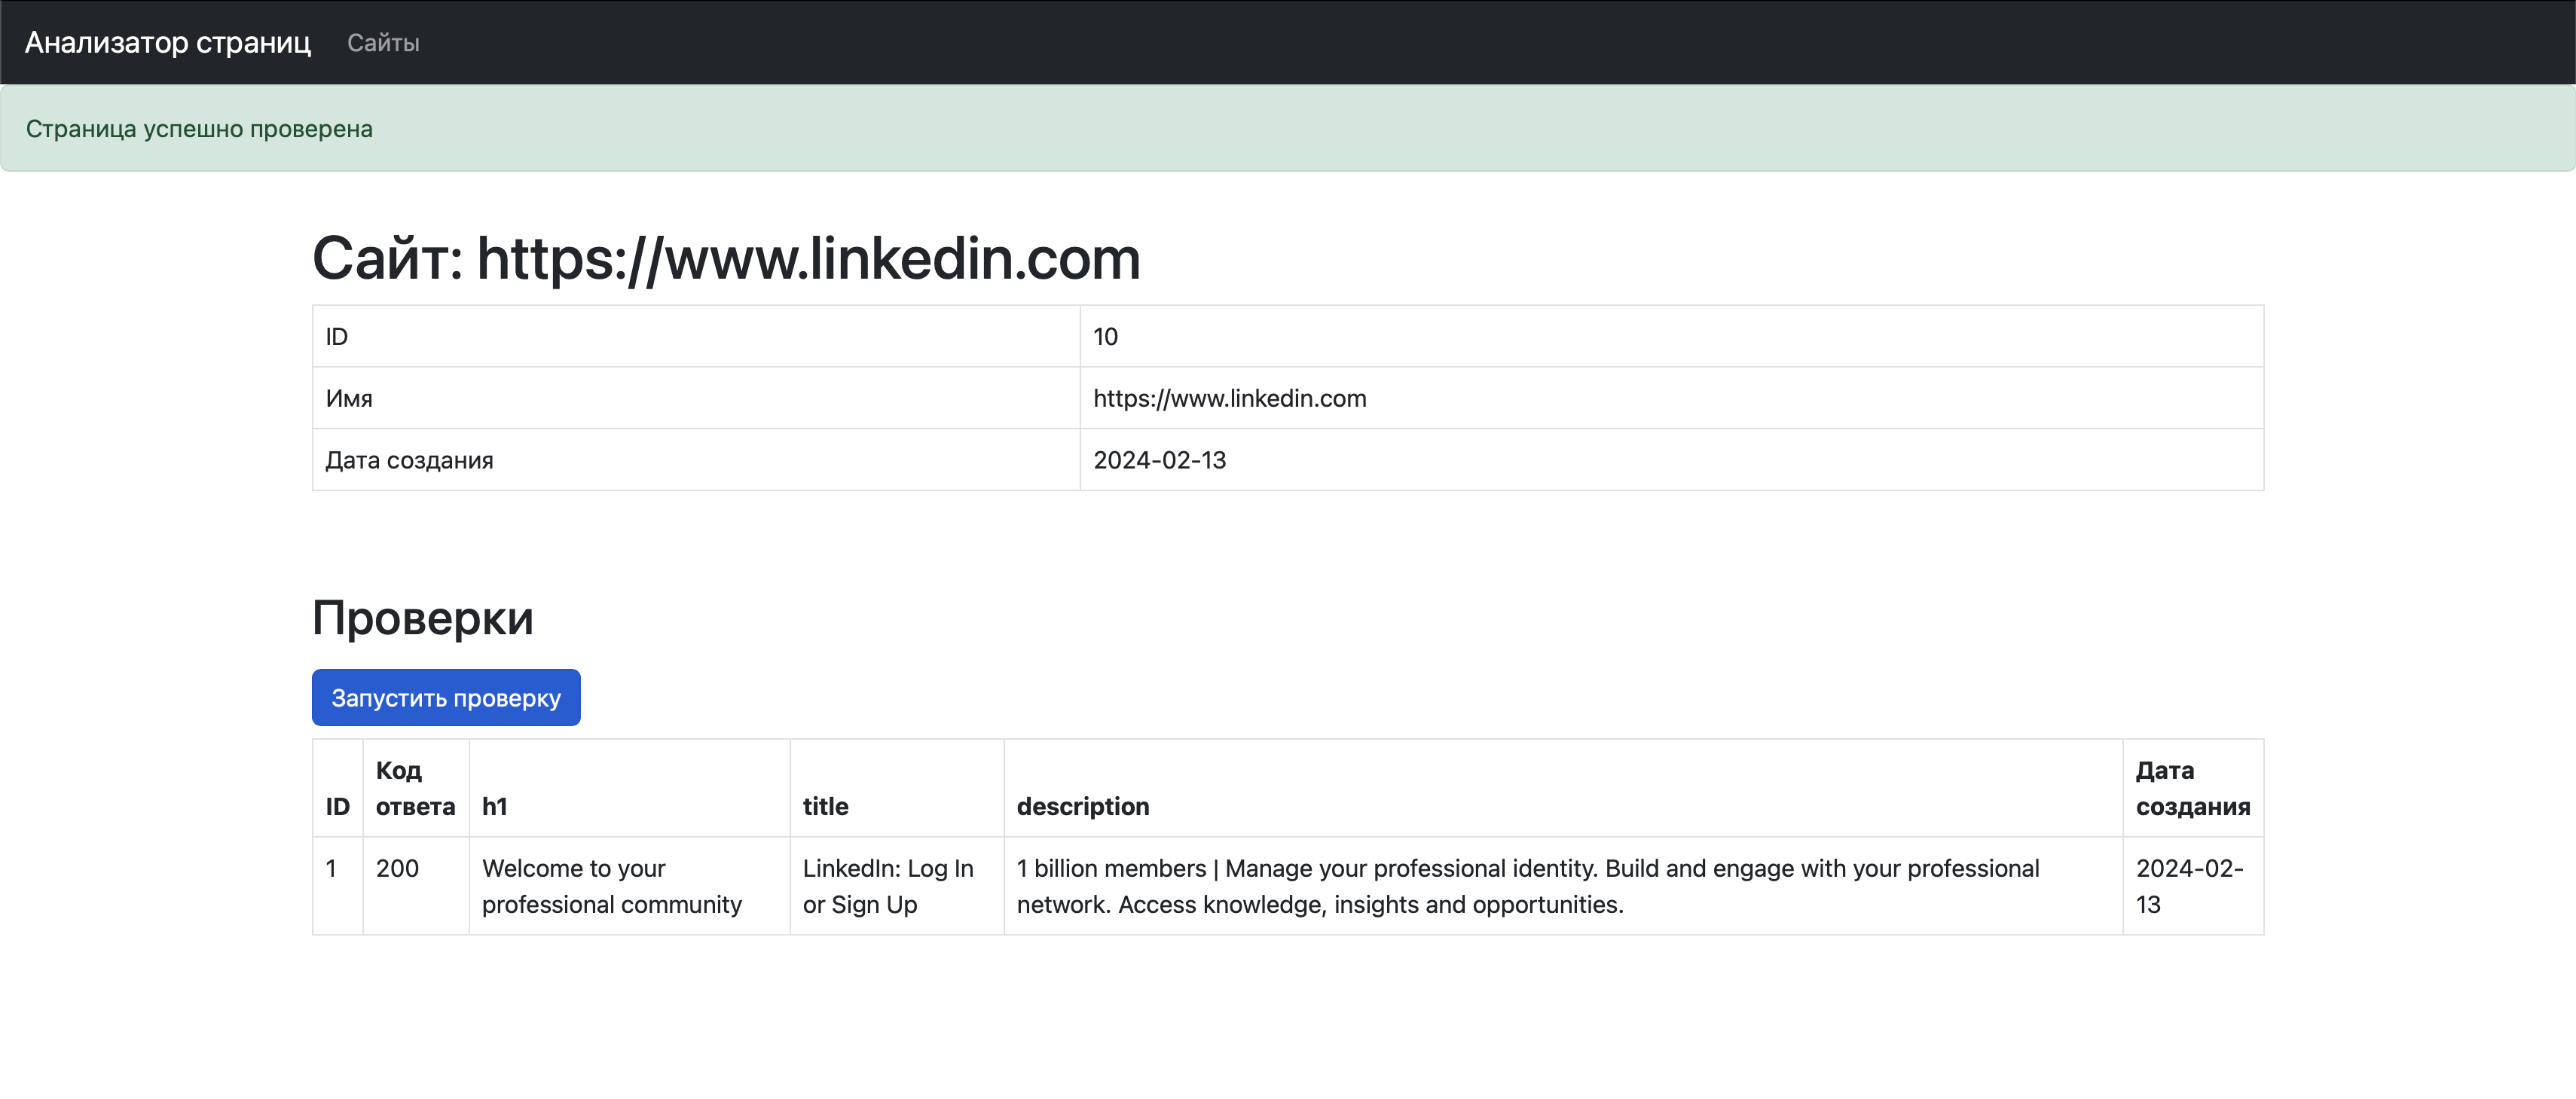 Анализатор страниц Сайты
Страница успешно проверена
Сайт: https://www.linkedin.com
ID 10
Имя https://www.linkedin.com
Дата создания 2024-02-13
Проверки
Запустить проверку
ID Код ответа h1 title description Дата создания
1 200 Welcome to your professional community LinkedIn: Log In or Sign Up 1 billion members | Manage your professional identity. Build and engage with your professional network. Access knowledge, insights and opportunities. 2024-02-13